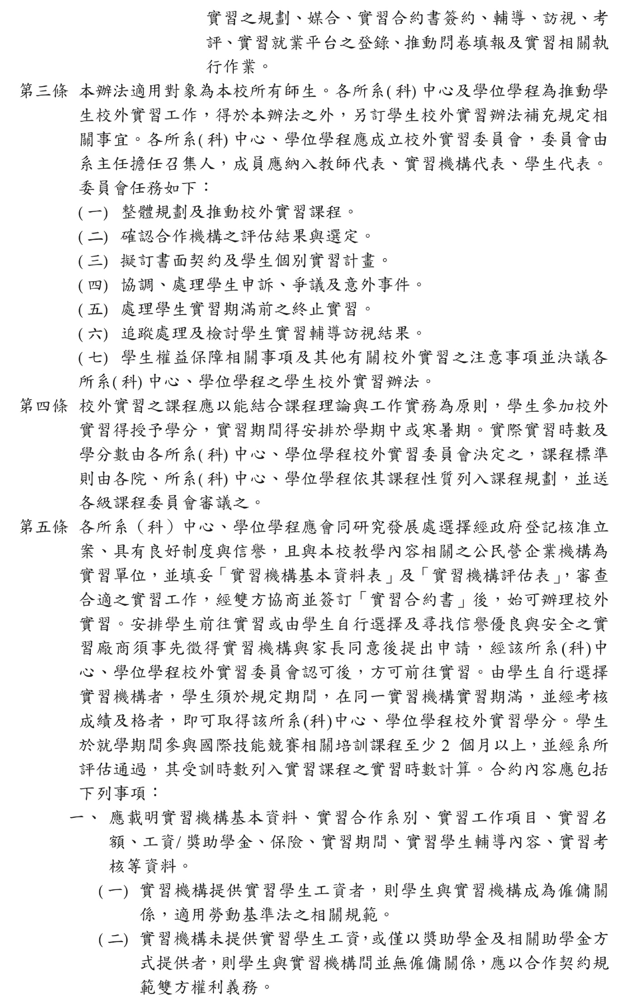 實習之規劃、媒合、實習合約書簽約、輔導、訪視、考
評、實習就業平台之登錄、推動問卷填報及實習相關執
行作業。
第三條 本辦法適用對象為本校所有師生。各所系(科)中心及學位學程為推動學
生校外實習工作，得於本辦法之外，另訂學生校外實習辦法補充規定相
關事宜。各所系(科)中心、學位學程應成立校外實習委員會，委員會由
系主任擔任召集人，成員應納入教師代表、實習機構代表、學生代表。
委員會任務如下：
(一) 整體規劃及推動校外實習課程。
(二) 確認合作機構之評估結果與選定。
(三) 擬訂書面契約及學生個別實習計畫。
(四) 協調、處理學生申訴、爭議及意外事件。
(五) 處理學生實習期滿前之終止實習。
(六) 追蹤處理及檢討學生實習輔導訪視結果。
(七) 學生權益保障相關事項及其他有關校外實習之注意事項並決議各
所系(科)中心、學位學程之學生校外實習辦法。
第四條 校外實習之課程應以能結合課程理論與工作實務為原則，學生參加校外
實習得授予學分，實習期間得安排於學期中或寒暑期。實際實習時數及
學分數由各所系(科)中心、學位學程校外實習委員會決定之，課程標準
則由各院、所系(科)中心、學位學程依其課程性質列入課程規劃，並送
各級課程委員會審議之。
第五條 各所系（科）中心、學位學程應會同研究發展處選擇經政府登記核准立
案、具有良好制度與信譽，且與本校教學內容相關之公民營企業機構為
實習單位，並填妥「實習機構基本資料表」及「實習機構評估表」，審查
合適之實習工作，經雙方協商並簽訂「實習合約書」後，始可辦理校外
實習。安排學生前往實習或由學生自行選擇及尋找信譽優良與安全之實
習廠商須事先徵得實習機構與家長同意後提出申請，經該所系(科)中
心、學位學程校外實習委員會認可後，方可前往實習。由學生自行選擇
實習機構者，學生須於規定期間，在同一實習機構實習期滿，並經考核
成績及格者，即可取得該所系(科)中心、學位學程校外實習學分。學生
於就學期間參與國際技能競賽相關培訓課程至少 2 個月以上，並經系所
評估通過，其受訓時數列入實習課程之實習時數計算。合約內容應包括
下列事項：
一、 應載明實習機構基本資料、實習合作系別、實習工作項目、實習名
額、工資/獎助學金、保險、實習期間、實習學生輔導內容、實習考
核等資料。
(一) 實習機構提供實習學生工資者，則學生與實習機構成為僱傭關
係，適用勞動基準法之相關規範。
(二) 實習機構未提供實習學生工資，或僅以獎助學金及相關助學金方
式提供者，則學生與實習機構間並無僱傭關係，應以合作契約規
範雙方權利義務。